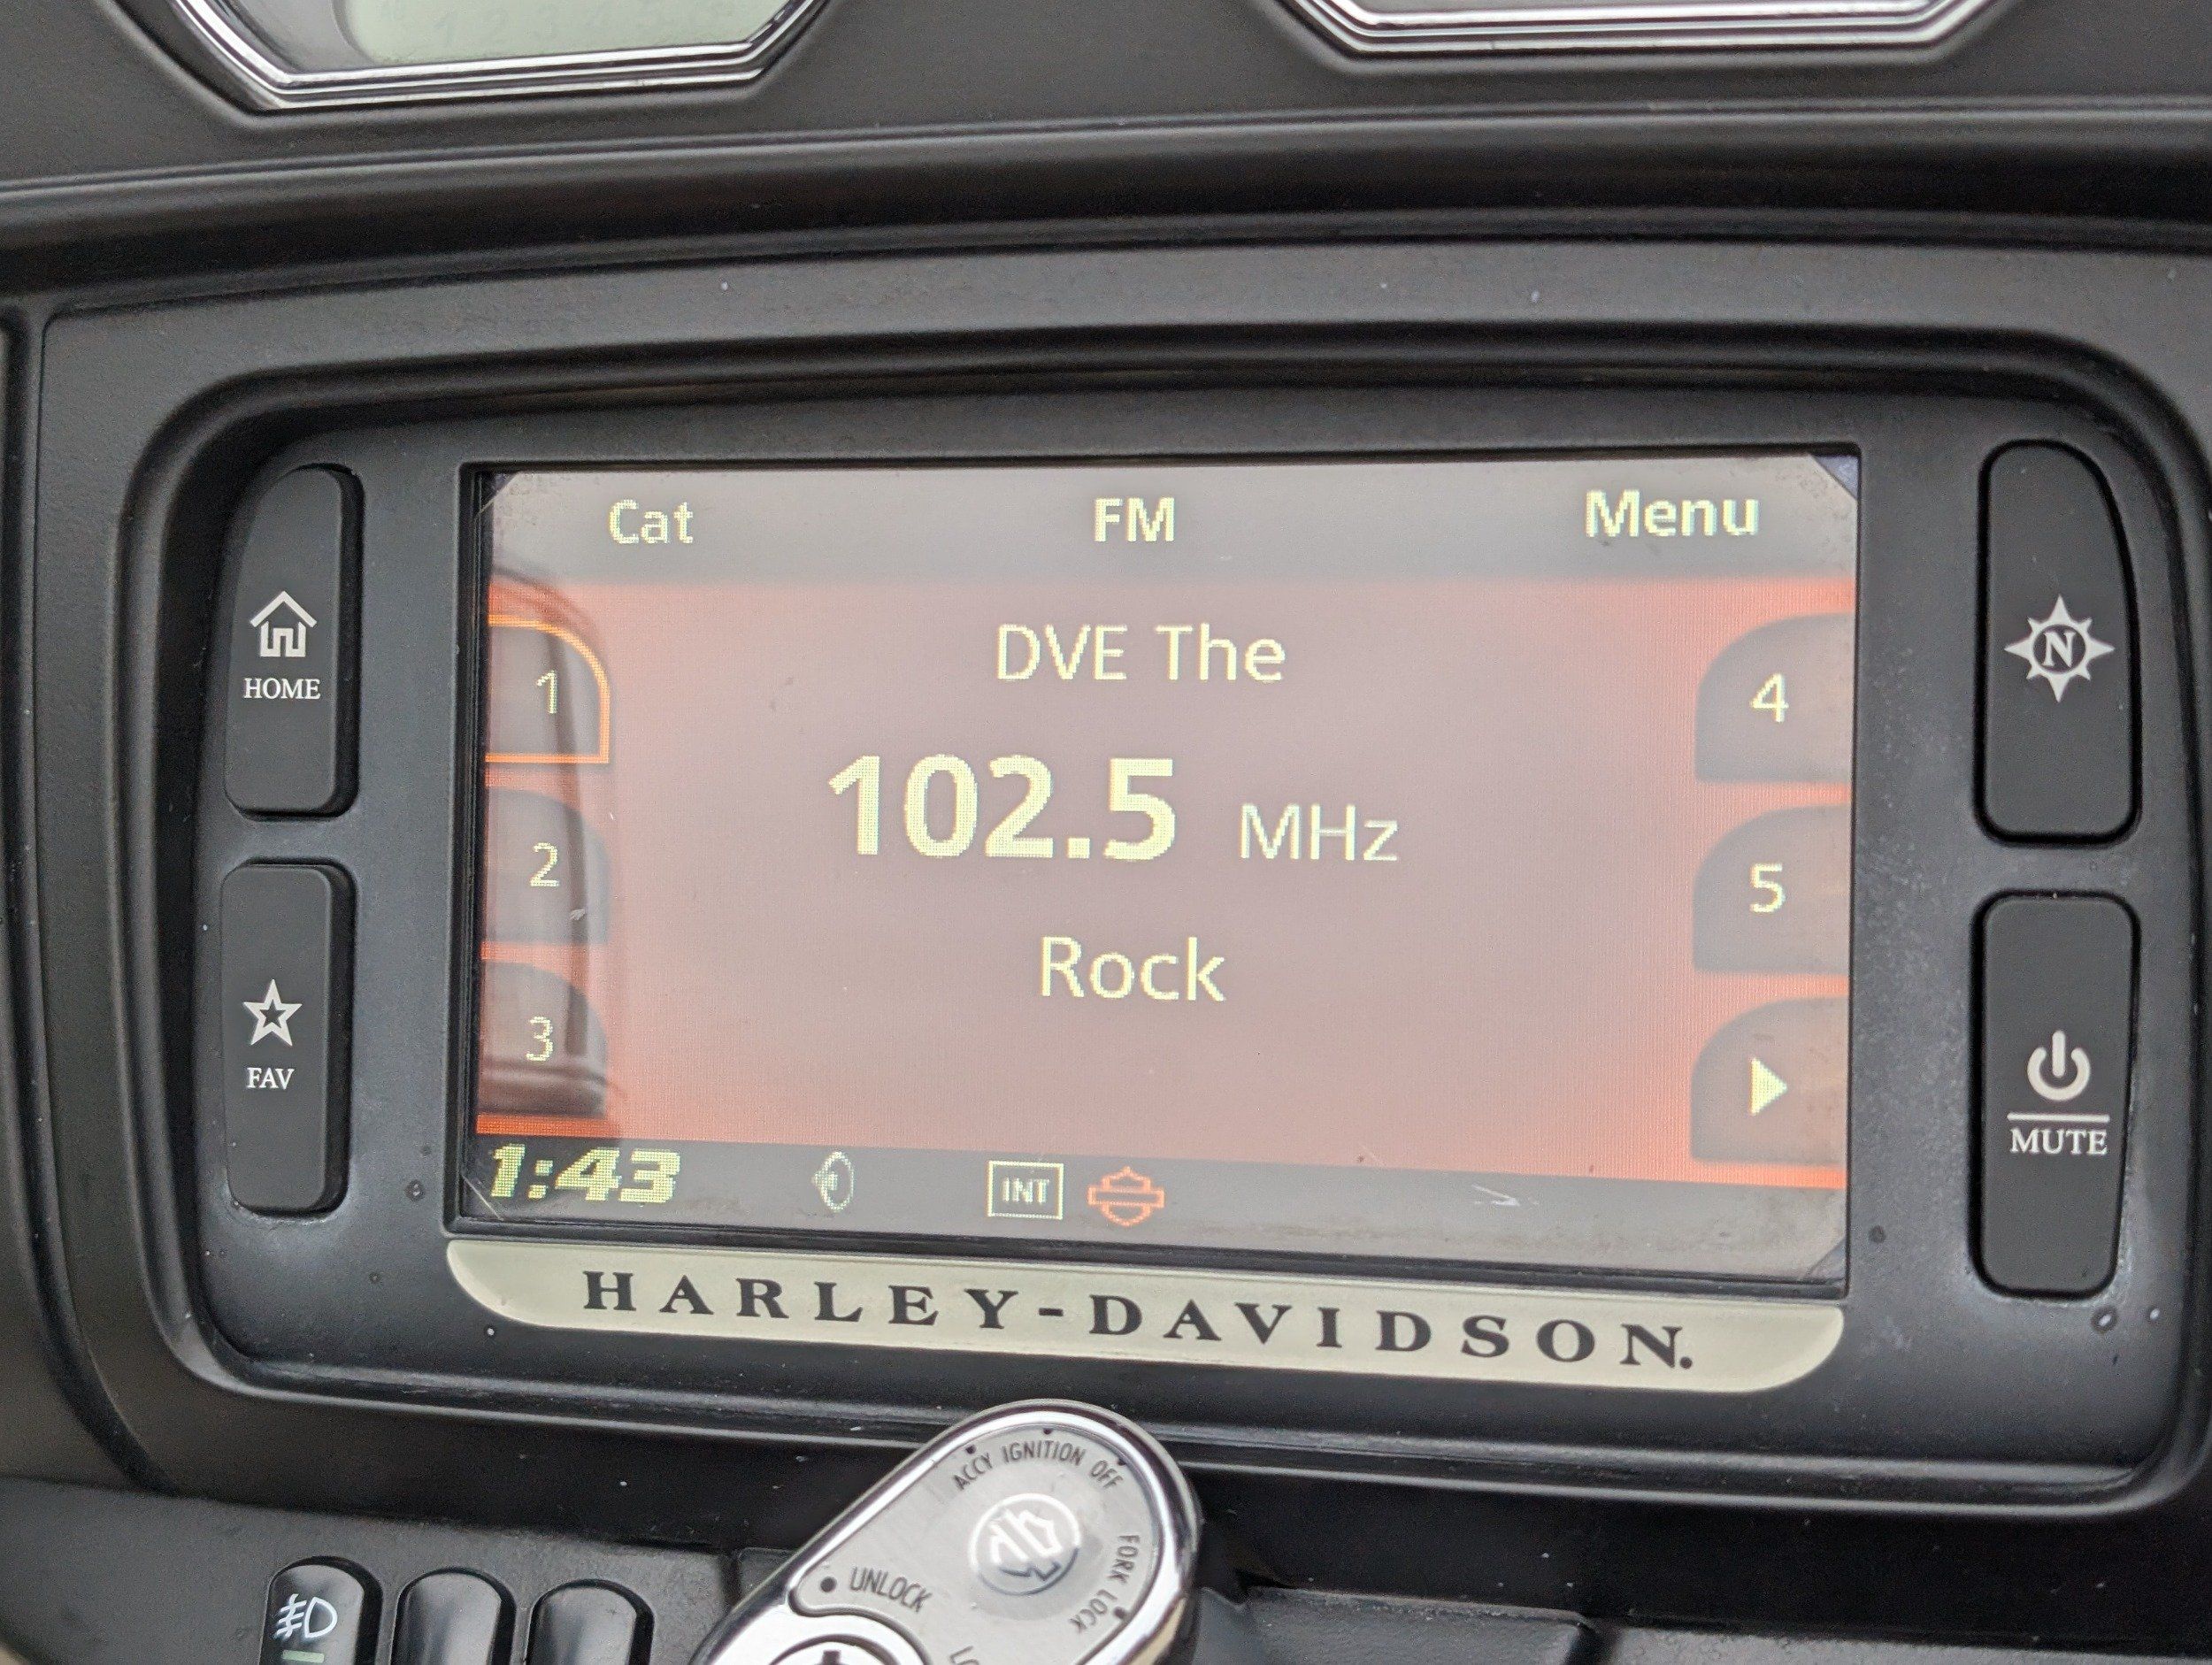 Cat FM Menu
DVE The
1 4
102.5 MHz
2 5
Rock
3
1:43 INT
HOME
FAV
N
MUTE
HARLEY-DAVIDSON.
ACCY IGNITION OFF
FORK LOCK
UNLOCK